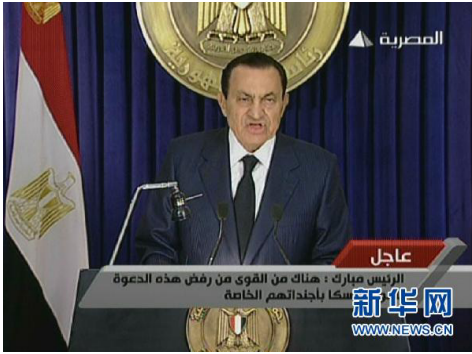 المصرية
عاجل
الرئيس مبارك : هناك من القوى من رفض هذه الدعوة
بأجنداتهم الخاصة
新华网
WWW.NEWS.CN